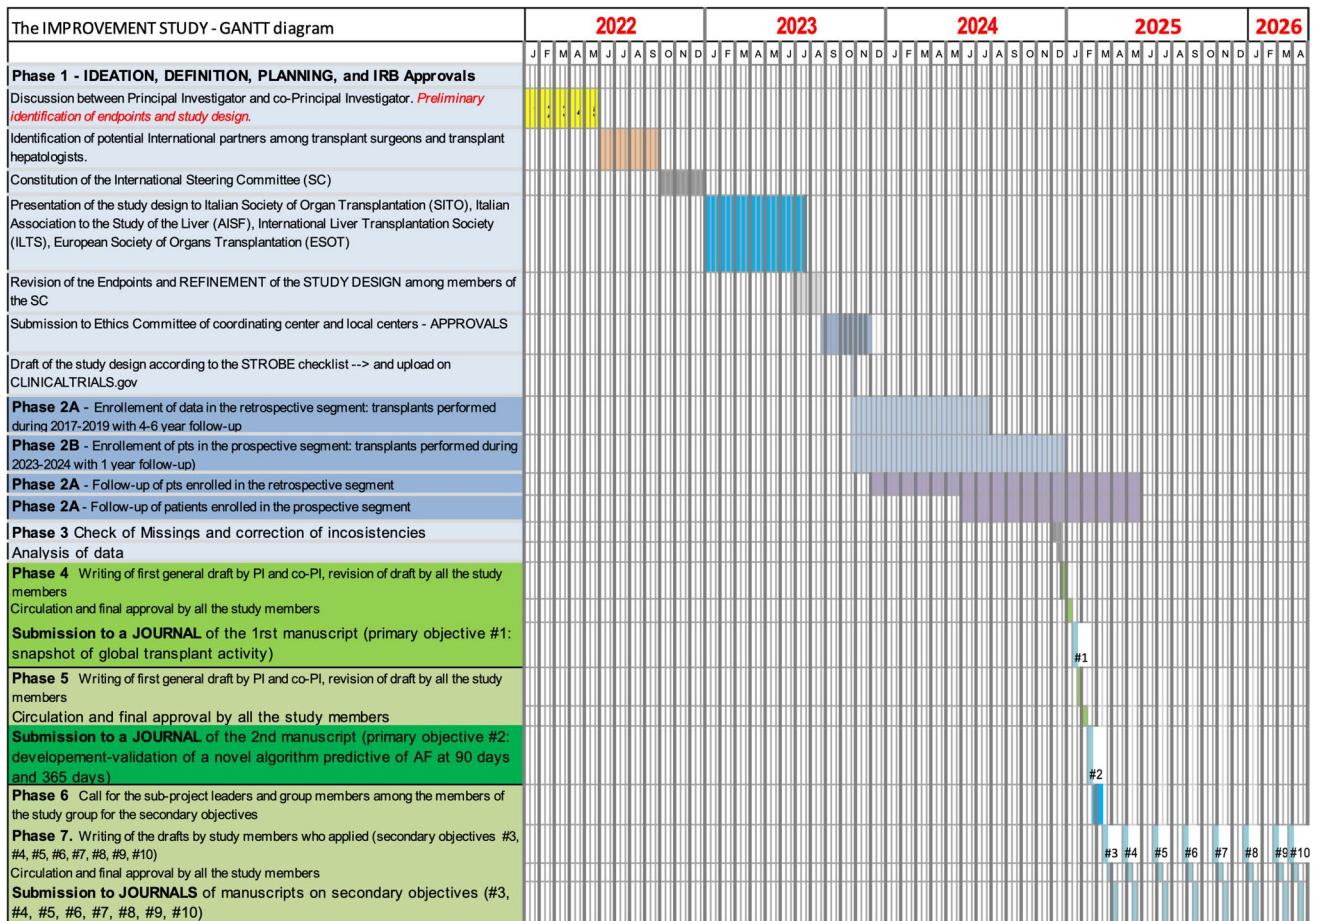 The IMPROVEMENT STUDY - GANTT diagram
2022 2023 2024 2025 2026
J F M A M J J A S O N D J F M A M J J A S O N D J F M A M J J A S O N D J F M A M J J A S O N D J F M A
Phase 1 - IDEATION, DEFINITION, PLANNING, and IRB Approvals
Discussion between Principal Investigator and co-Principal Investigator. Preliminary
identification of endpoints and study design.
Identification of potential International partners among transplant surgeons and transplant
hepatologists.
Constitution of the International Steering Committee (SC)
Presentation of the study design to Italian Society of Organ Transplantation (SITO), Italian
Association to the Study of the Liver (AISF), International Liver Transplantation Society
(ILTS), European Society of Organs Transplantation (ESOT)
Revision of tne Endpoints and REFINEMENT of the STUDY DESIGN among members of
the SC
Submission to Ethics Committee of coordinating center and local centers - APPROVALS
Draft of the study design according to the STROBE checklist --> and upload on
CLINICALTRIALS.gov
Phase 2A - Enrollement of data in the retrospective segment: transplants performed
during 2017-2019 with 4-6 year follow-up
Phase 2B - Enrollement of pts in the prospective segment: transplants performed during
2023-2024 with 1 year follow-up)
Phase 2A - Follow-up of pts enrolled in the retrospective segment
Phase 2A - Follow-up of patients enrolled in the prospective segment
Phase 3 Check of Missings and correction of incosistencies
Analysis of data
Phase 4 Writing of first general draft by PI and co-PI, revision of draft by all the study
members
Circulation and final approval by all the study members
Submission to a JOURNAL of the 1rst manuscript (primary objective #1:
snapshot of global transplant activity)
#1
Phase 5 Writing of first general draft by PI and co-PI, revision of draft by all the study
members
Circulation and final approval by all the study members
Submission to a JOURNAL of the 2nd manuscript (primary objective #2:
developement-validation of a novel algorithm predictive of AF at 90 days
and 365 days)
#2
Phase 6 Call for the sub-project leaders and group members among the members of
the study group for the secondary objectives
Phase 7. Writing of the drafts by study members who applied (secondary objectives #3,
#4, #5, #6, #7, #8, #9, #10)
#3 #4 #5 #6 #7 #8 #9 #10
Circulation and final approval by all the study members
Submission to JOURNALS of manuscripts on secondary objectives (#3,
#4, #5, #6, #7, #8, #9, #10)